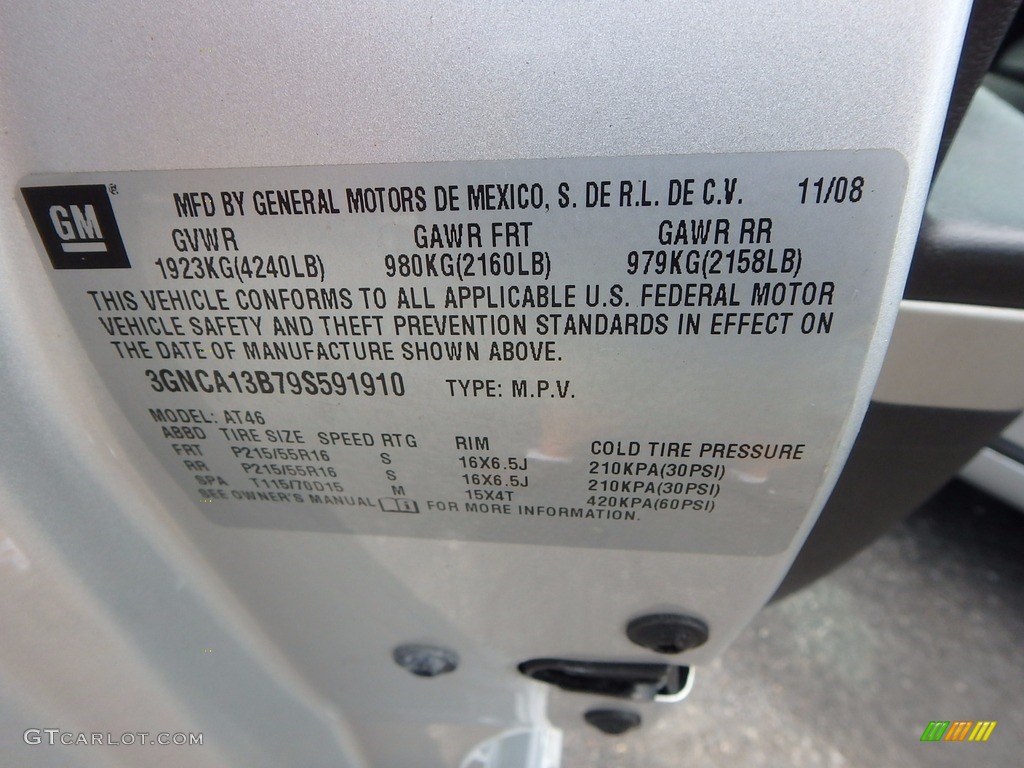 GM® MFD BY GENERAL MOTORS DE MEXICO, S. DE R.L. DE C.V. 11/08
GVWR GAWR FRT GAWR RR
1923KG(4240LB) 980KG(2160LB) 979KG(2158LB)
THIS VEHICLE CONFORMS TO ALL APPLICABLE U.S. FEDERAL MOTOR
VEHICLE SAFETY AND THEFT PREVENTION STANDARDS IN EFFECT ON
THE DATE OF MANUFACTURE SHOWN ABOVE.
3GNCA13B79S591910 TYPE: M.P.V.
MODEL: AT46
ABBD TIRE SIZE SPEED RTG RIM COLD TIRE PRESSURE
FRT P215/55R16 S 16X6.5J 210KPA(30PSI)
RR P215/55R16 S 16X6.5J 210KPA(30PSI)
SPA T115/70D15 M 15X4T 420KPA(60PSI)
SEE OWNER'S MANUAL FOR MORE INFORMATION.
GTCARLOT.COM